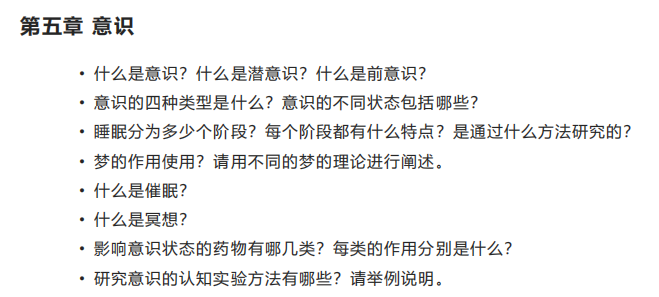 第五章 意识
• 什么是意识？什么是潜意识？什么是前意识？
• 意识的四种类型是什么？意识的不同状态包括哪些？
• 睡眠分为多少个阶段？每个阶段都有什么特点？是通过什么方法研究的？
• 梦的作用使用？请用不同的梦的理论进行阐述。
• 什么是催眠？
• 什么是冥想？
• 影响意识状态的药物有哪几类？每类的作用分别是什么？
• 研究意识的认知实验方法有哪些？请举例说明。